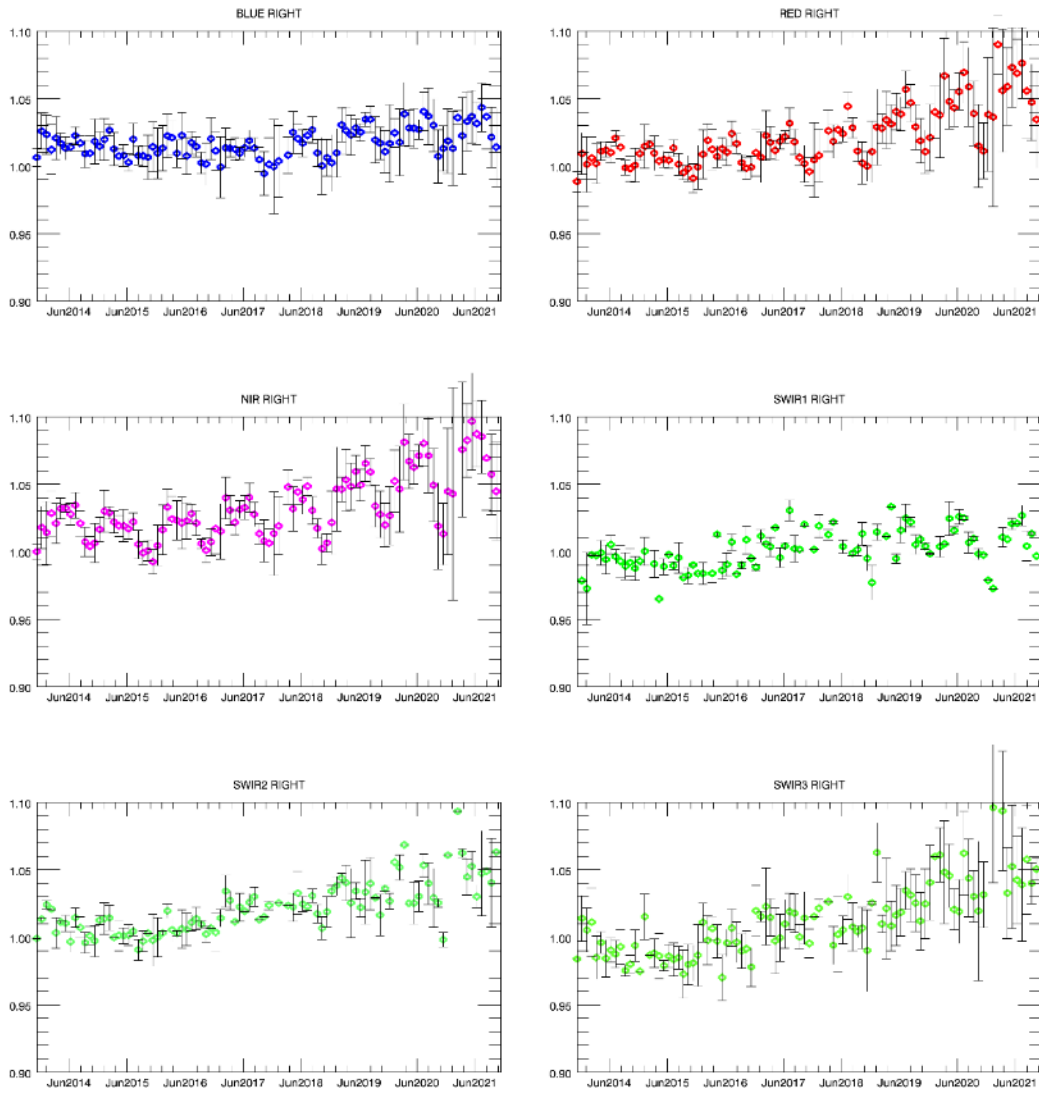 BLUE RIGHT
RED RIGHT
1.10
1.05
1.00
0.95
0.90
Jun2014 Jun2015 Jun2016 Jun2017 Jun2018 Jun2019 Jun2020 Jun2021
1.10
1.05
1.00
0.95
0.90
Jun2014 Jun2015 Jun2016 Jun2017 Jun2018 Jun2019 Jun2020 Jun2021
NIR RIGHT
SWIR1 RIGHT
1.10
1.05
1.00
0.95
0.90
Jun2014 Jun2015 Jun2016 Jun2017 Jun2018 Jun2019 Jun2020 Jun2021
1.10
1.05
1.00
0.95
0.90
Jun2014 Jun2015 Jun2016 Jun2017 Jun2018 Jun2019 Jun2020 Jun2021
SWIR2 RIGHT
SWIR3 RIGHT
1.10
1.05
1.00
0.95
0.90
Jun2014 Jun2015 Jun2016 Jun2017 Jun2018 Jun2019 Jun2020 Jun2021
1.10
1.05
1.00
0.95
0.90
Jun2014 Jun2015 Jun2016 Jun2017 Jun2018 Jun2019 Jun2020 Jun2021